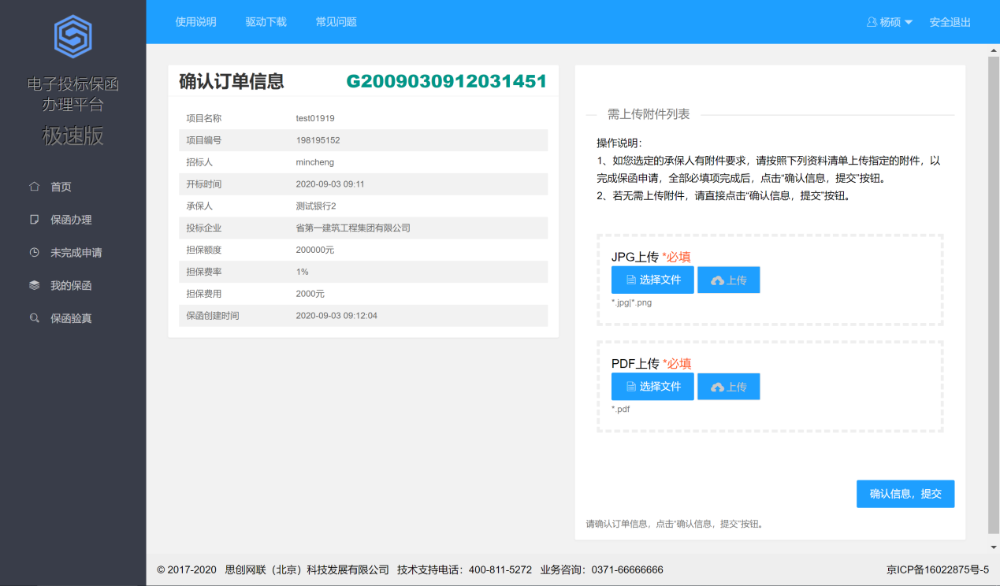 使用说明 驱动下载 常见问题 杨硕 安全退出
电子投标保函
办理平台
极速版
首页
保函办理
未完成申请
我的保函
保函验真
确认订单信息 G2009030912031451
项目名称 test01919
项目编号 198195152
招标人 mincheng
开标时间 2020-09-03 09:11
承保人 测试银行2
投标企业 省第一建筑工程集团有限公司
担保额度 200000元
担保费率 1%
担保费用 2000元
保函创建时间 2020-09-03 09:12:04
需上传附件列表
操作说明：
1、如您选定的承保人有附件要求，请按照下列资料清单上传指定的附件，以
完成保函申请，全部必填项完成后，点击“确认信息，提交”按钮。
2、若无需上传附件，请直接点击“确认信息，提交”按钮。
JPG上传 *必填
选择文件 上传
*.jpg|*.png
PDF上传 *必填
选择文件 上传
*.pdf
确认信息，提交
请确认订单信息，点击“确认信息，提交”按钮。
© 2017-2020 思创网联（北京）科技发展有限公司 技术支持电话：400-811-5272 业务咨询：0371-66666666 京ICP备16022875号-5